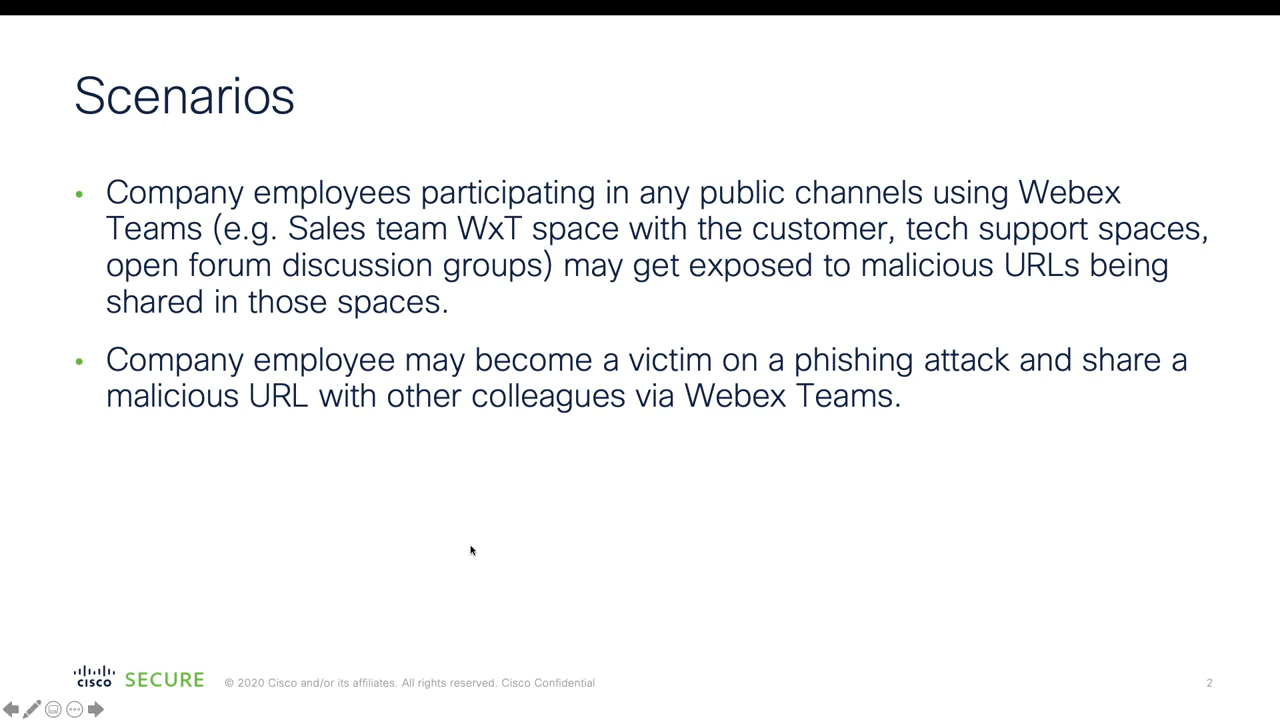 Scenarios
• Company employees participating in any public channels using Webex
Teams (e.g. Sales team WxT space with the customer, tech support spaces,
open forum discussion groups) may get exposed to malicious URLs being
shared in those spaces.
• Company employee may become a victim on a phishing attack and share a
malicious URL with other colleagues via Webex Teams.
CISCO SECURE © 2020 Cisco and/or its affiliates. All rights reserved. Cisco Confidential 2